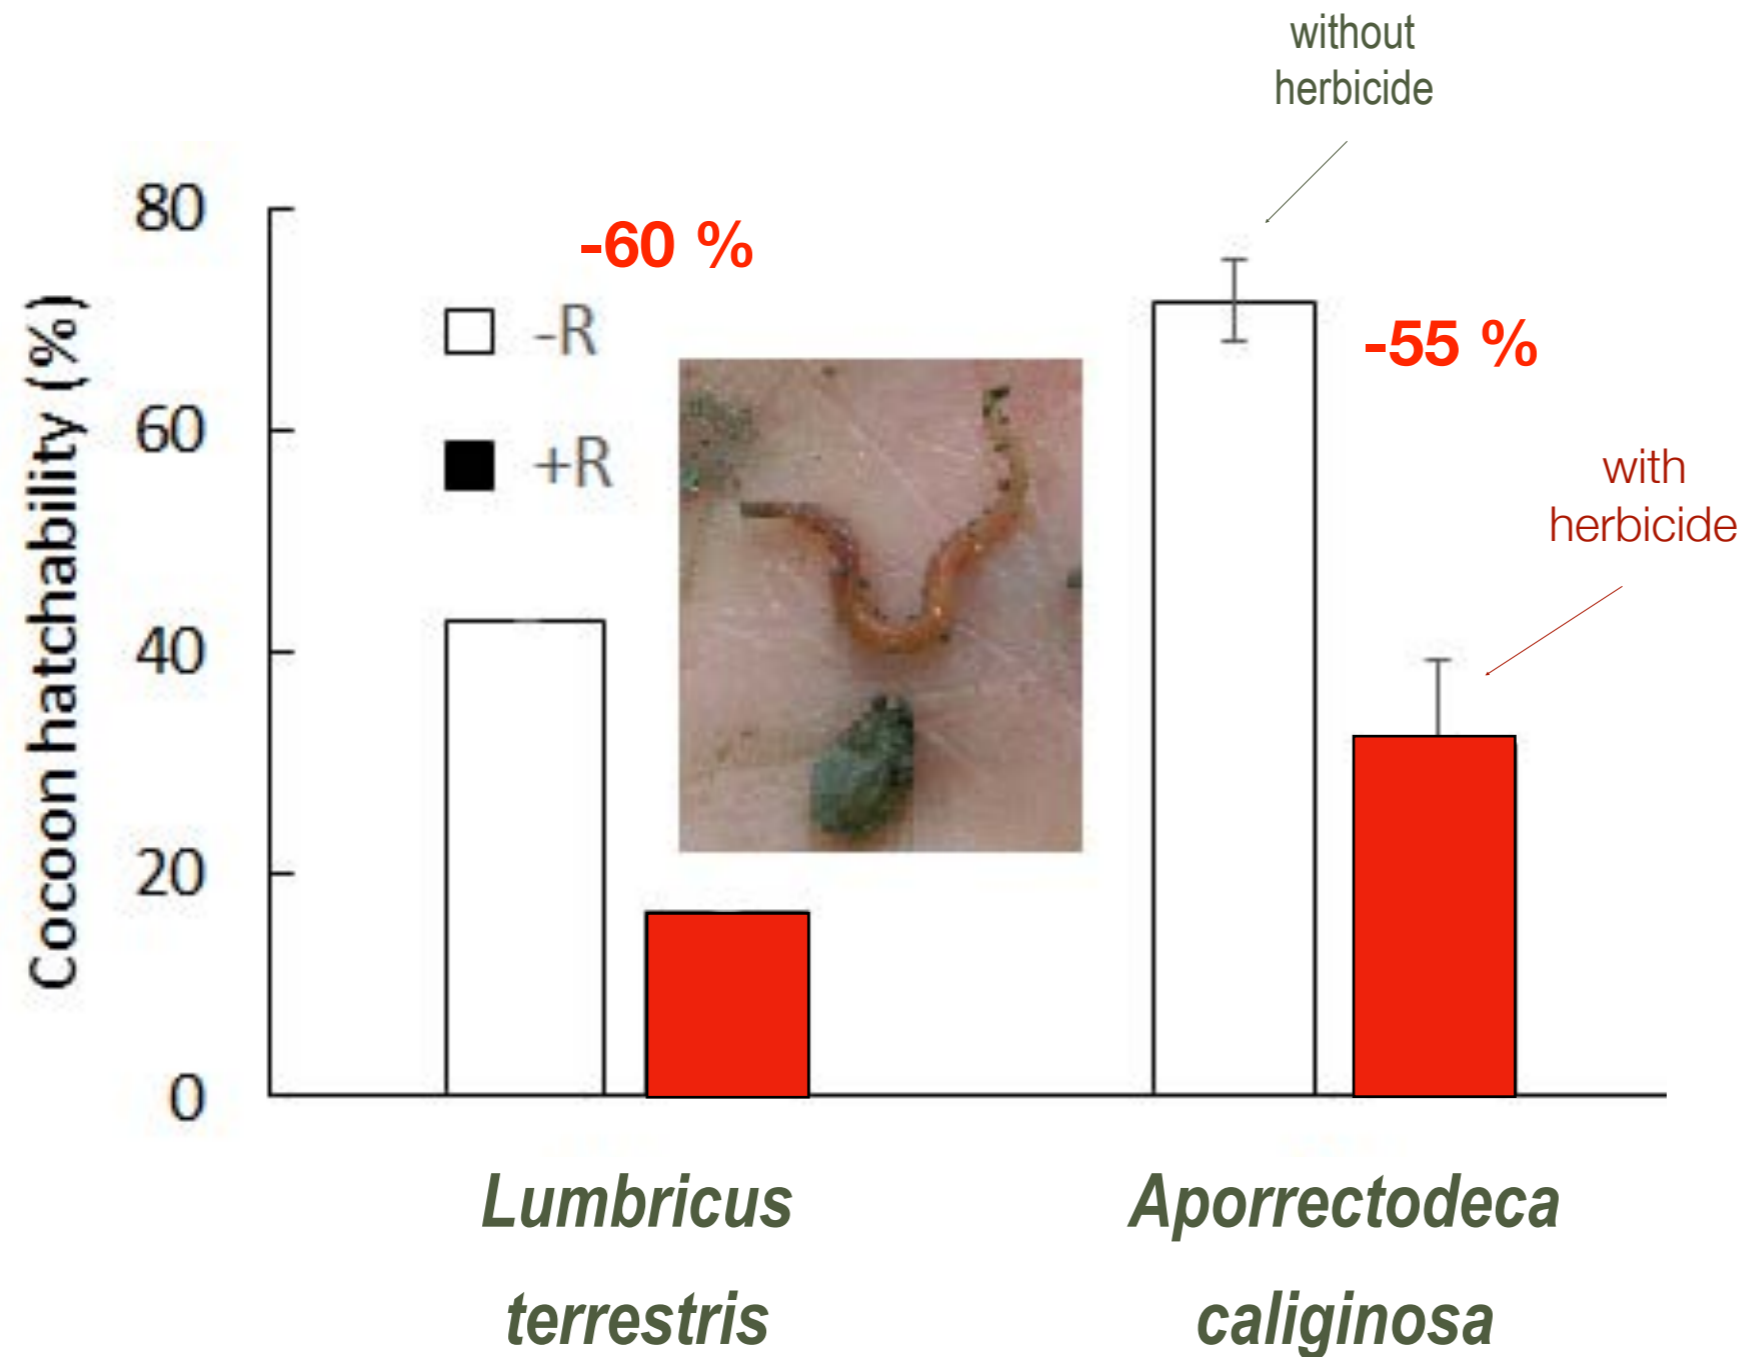 without
herbicide
80
-60 %
-R
-55 %
60
+R
with
herbicide
Cocoon hatchability (%)
40
20
0
Lumbricus
terrestris
Aporrectodeca
caliginosa